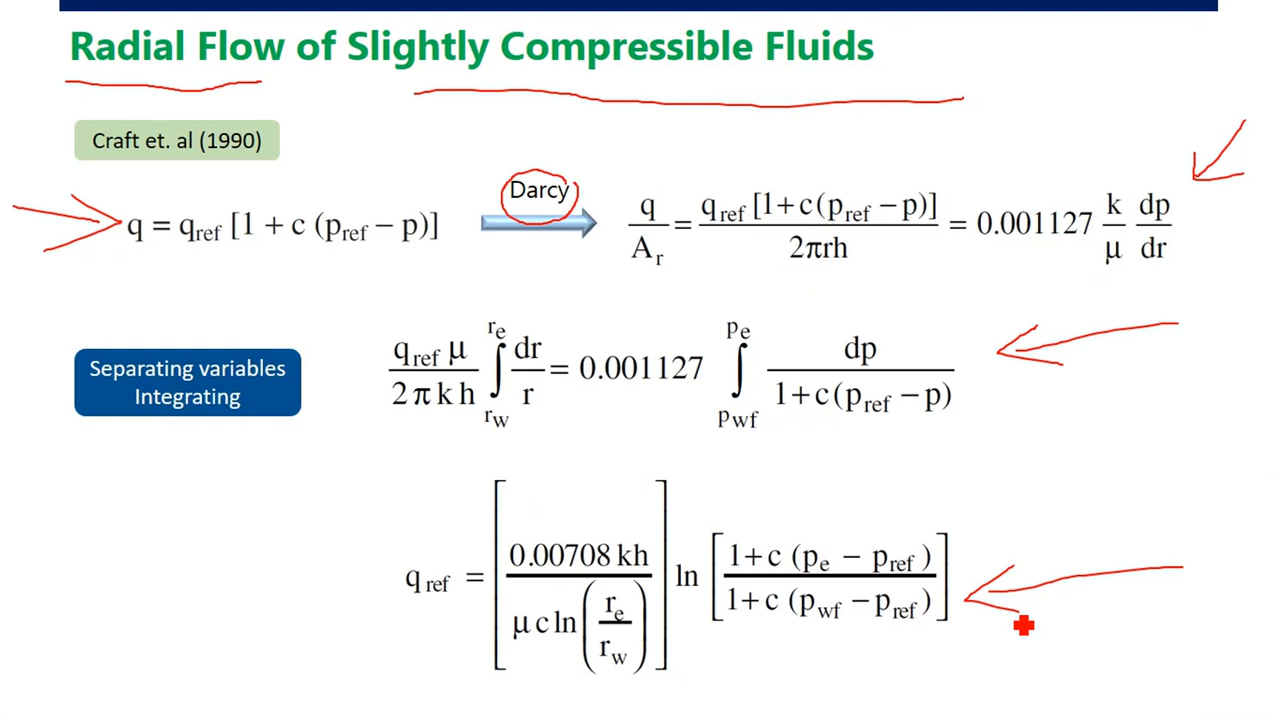 Radial Flow of Slightly Compressible Fluids
Craft et. al (1990)
q = q_ref [1 + c (p_ref − p)]
Darcy
q / A_r = q_ref [1+c(p_ref − p)] / 2πrh = 0.001127 k/μ dp/dr
Separating variables
Integrating
q_ref μ / 2π k h ∫_{r_w}^{r_e} dr/r = 0.001127 ∫_{p_wf}^{p_e} dp / 1+c(p_ref − p)
q_ref = [0.00708 kh / μ c ln(r_e/r_w)] ln [1+c (p_e − p_ref) / 1+c (p_wf − p_ref)]